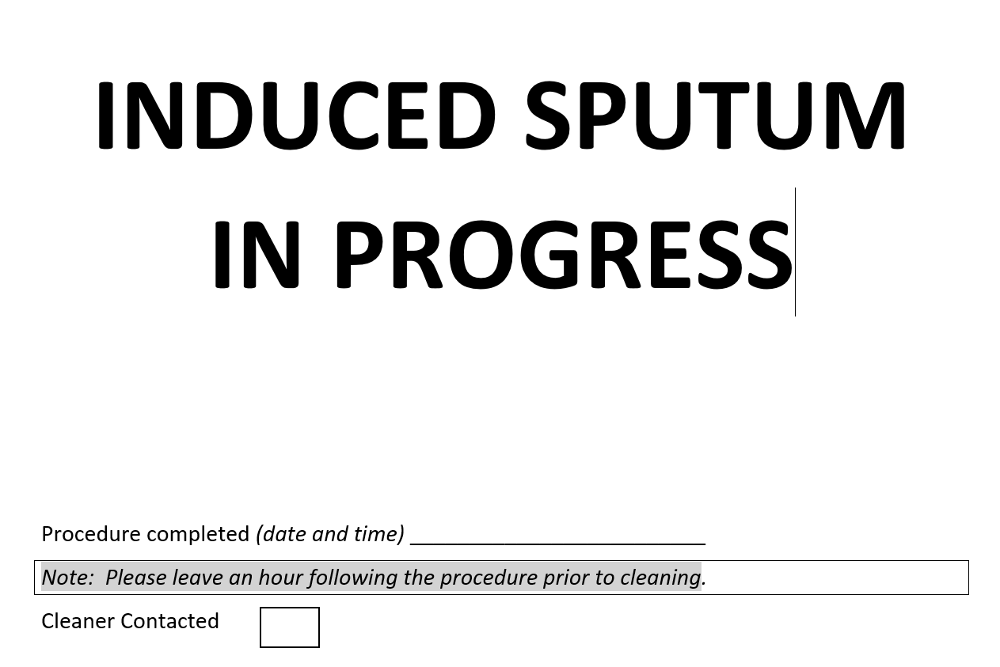 INDUCED SPUTUM
IN PROGRESS
Procedure completed (date and time) _________________________
Note:  Please leave an hour following the procedure prior to cleaning.
Cleaner Contacted